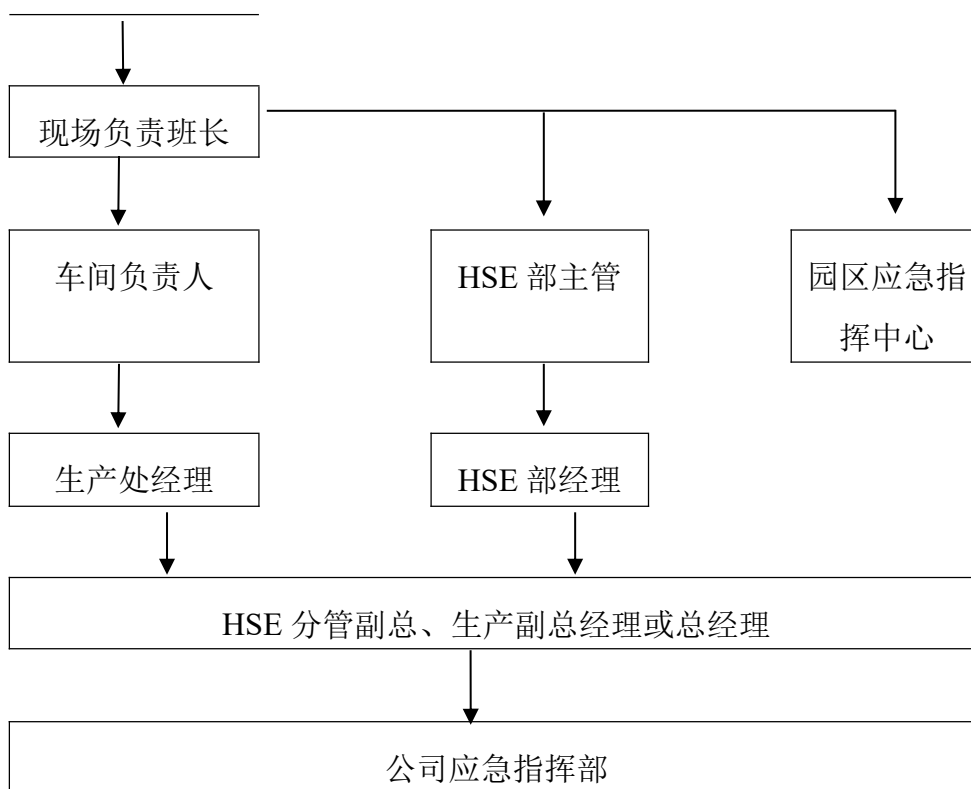 现场负责班长
车间负责人
HSE 部主管
园区应急指
挥中心
生产处经理
HSE 部经理
HSE 分管副总、生产副总经理或总经理
公司应急指挥部